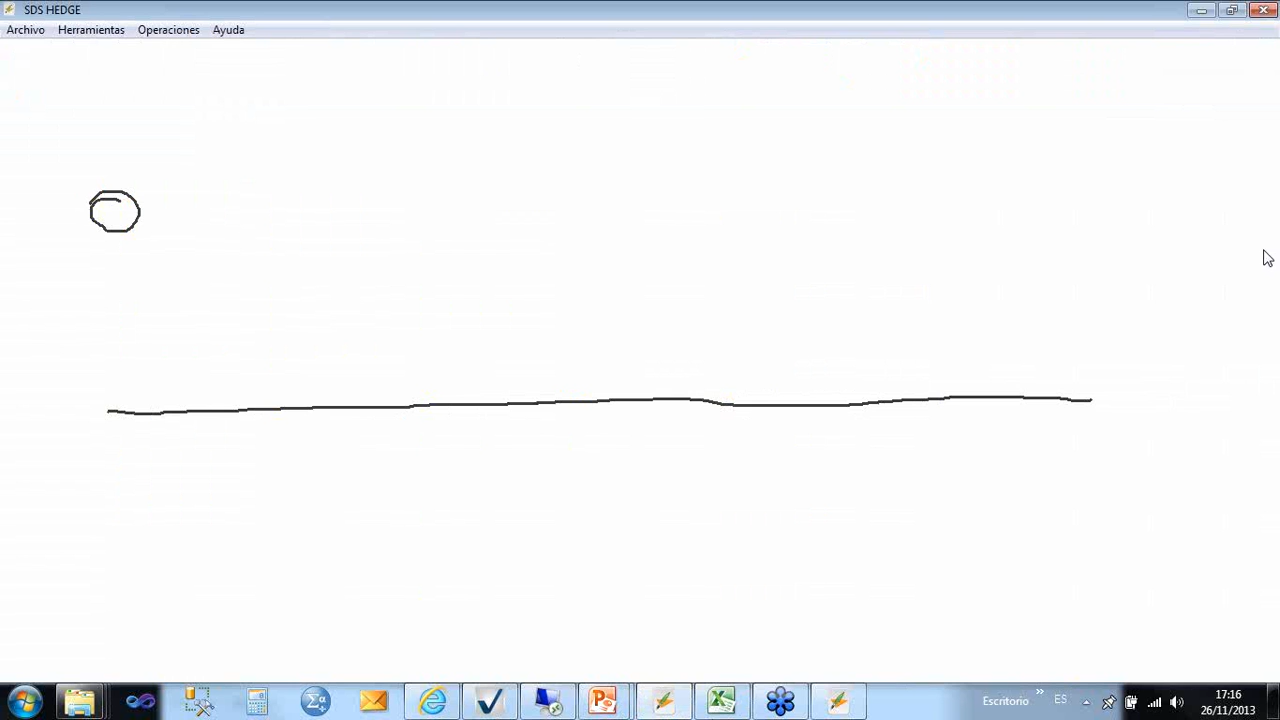 SDS HEDGE
Archivo Herramientas Operaciones Ayuda
Escritorio » ES 17:16
26/11/2013